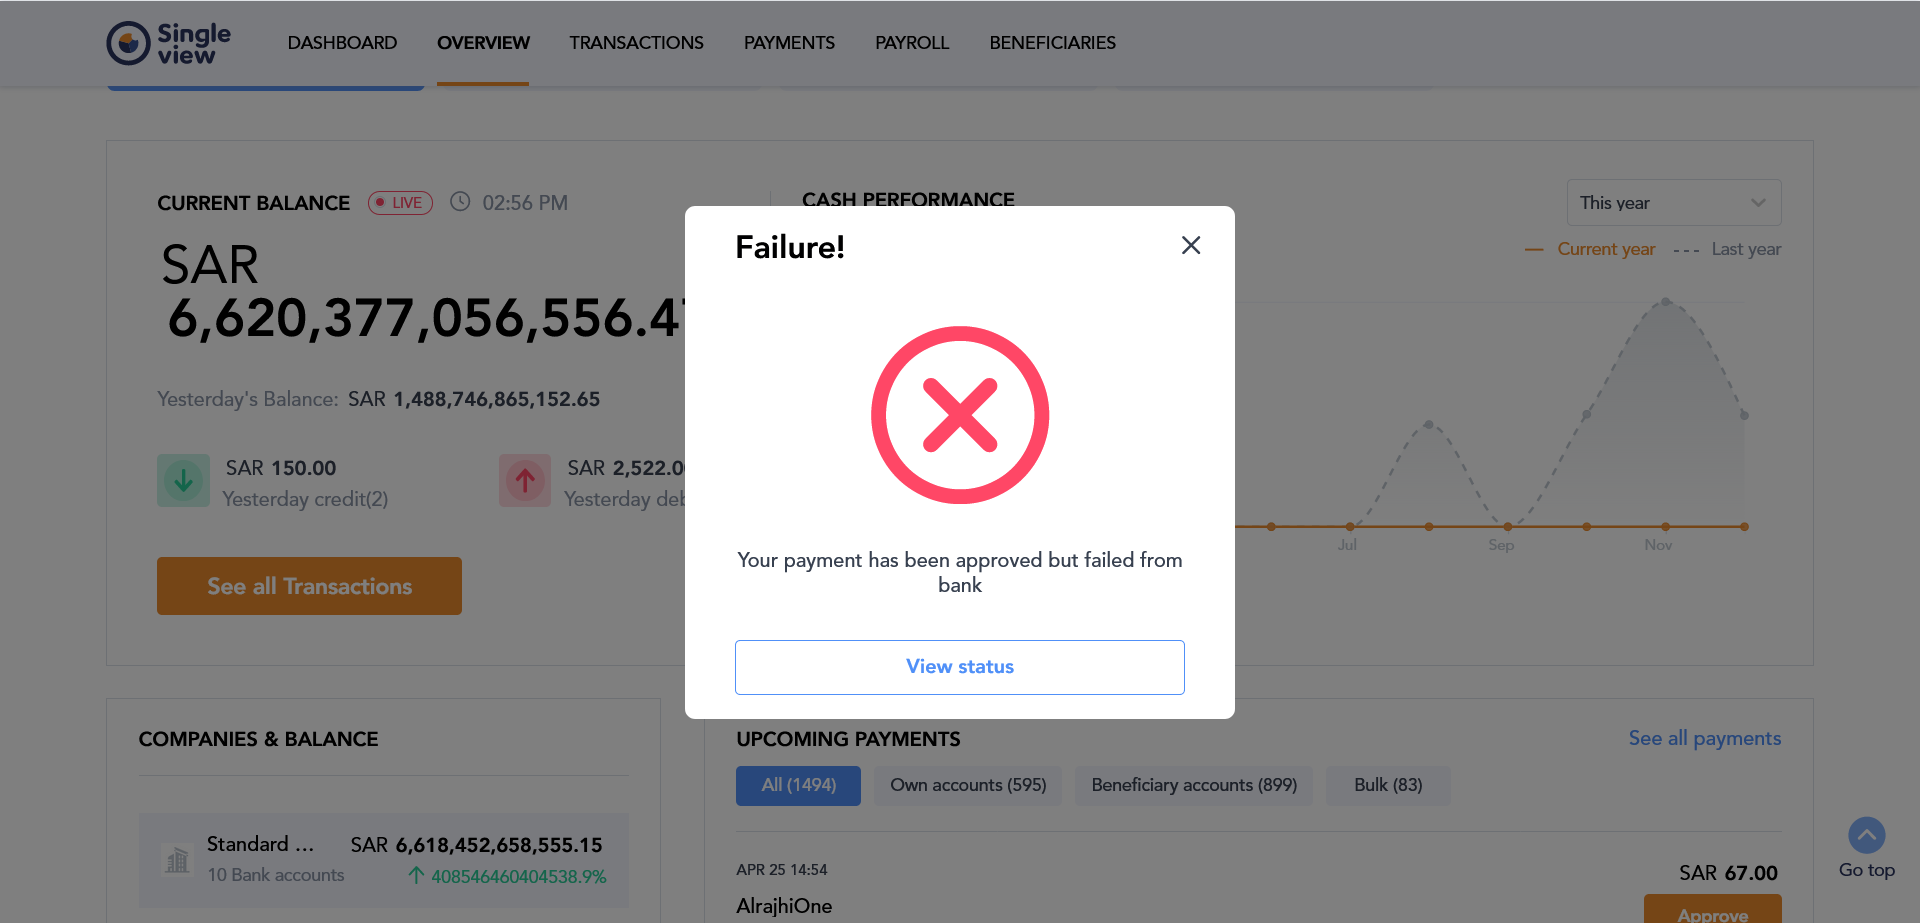 Single
view
DASHBOARD
OVERVIEW
TRANSACTIONS
PAYMENTS
PAYROLL
BENEFICIARIES
CURRENT BALANCE
LIVE
02:56 PM
SAR
6,620,377,056,556.4
Yesterday's Balance: SAR 1,488,746,865,152.65
SAR 150.00
Yesterday credit(2)
SAR 2,522.0
Yesterday deb
See all Transactions
CASH PERFORMANCE
This year
Current year
Last year
Jul
Sep
Nov
Failure!
Your payment has been approved but failed from
bank
View status
COMPANIES & BALANCE
Standard ...
SAR 6,618,452,658,555.15
10 Bank accounts
408546460404538.9%
UPCOMING PAYMENTS
See all payments
All (1494)
Own accounts (595)
Beneficiary accounts (899)
Bulk (83)
APR 25 14:54
SAR 67.00
AlrajhiOne
Approve
Go top